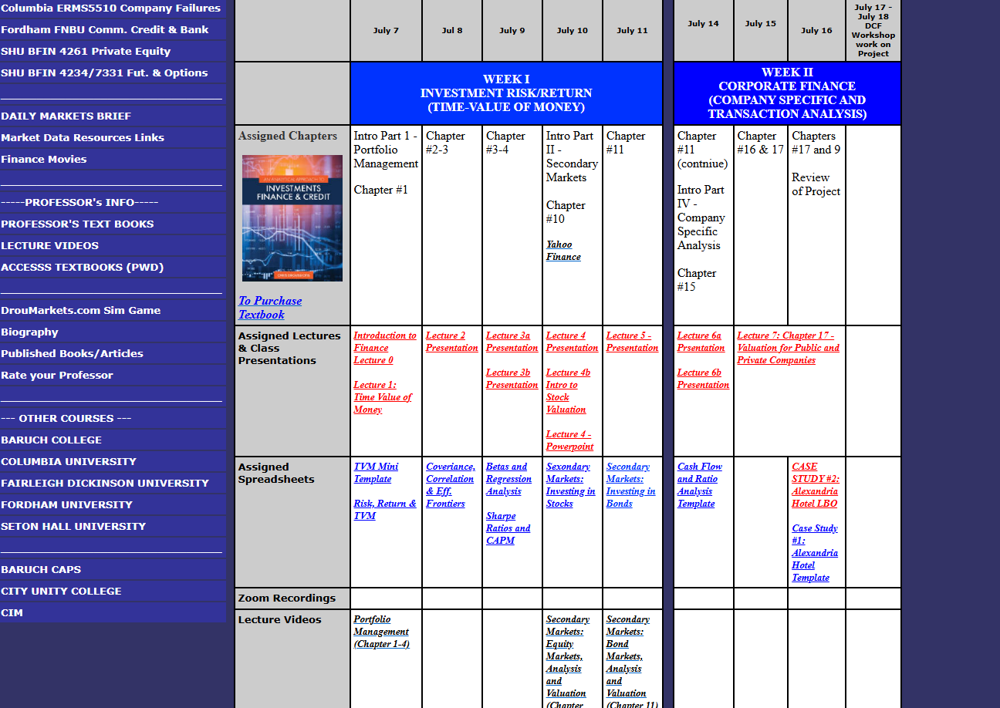 Columbia ERMS5510 Company Failures
Fordham FNBU Comm. Credit & Bank
SHU BFIN 4261 Private Equity
SHU BFIN 4234/7331 Fut. & Options
DAILY MARKETS BRIEF
Market Data Resources Links
Finance Movies
-----PROFESSOR's INFO-----
PROFESSOR'S TEXT BOOKS
LECTURE VIDEOS
ACCESSS TEXTBOOKS (PWD)
DrouMarkets.com Sim Game
Biography
Published Books/Articles
Rate your Professor
--- OTHER COURSES ---
BARUCH COLLEGE
COLUMBIA UNIVERSITY
FAIRLEIGH DICKINSON UNIVERSITY
FORDHAM UNIVERSITY
SETON HALL UNIVERSITY
BARUCH CAPS
CITY UNITY COLLEGE
CIM
July 7
Jul 8
July 9
July 10
July 11
July 14
July 15
July 16
July 17 -
July 18
DCF
Workshop
work on
Project
WEEK I
INVESTMENT RISK/RETURN
(TIME-VALUE OF MONEY)
WEEK II
CORPORATE FINANCE
(COMPANY SPECIFIC AND
TRANSACTION ANALYSIS)
Assigned Chapters
AN ANALYTICAL APPROACH TO
INVESTMENTS
FINANCE & CREDIT
CHRIS DROUSSIOTIS
To Purchase
Textbook
Intro Part 1 -
Portfolio
Management
Chapter #1
Chapter
#2-3
Chapter
#3-4
Intro Part
II -
Secondary
Markets
Chapter
#10
Yahoo
Finance
Chapter
#11
Chapter
#11
(contniue)
Intro Part
IV -
Company
Specific
Analysis
Chapter
#15
Chapter
#16 & 17
Chapters
#17 and 9
Review
of Project
Assigned Lectures
& Class
Presentations
Introduction to
Finance
Lecture 0
Lecture 1:
Time Value of
Money
Lecture 2
Presentation
Lecture 3a
Presentation
Lecture 3b
Presentation
Lecture 4
Presentation
Lecture 4b
Intro to
Stock
Valuation
Lecture 4 -
Powerpoint
Lecture 5 -
Presentation
Lecture 6a
Prsentation
Lecture 6b
Presentation
Lecture 7: Chapter 17 -
Valuation for Public and
Private Companies
Assigned
Spreadsheets
TVM Mini
Template
Risk, Return &
TVM
Coveriance,
Correlation
& Eff.
Frontiers
Betas and
Regression
Analysis
Sharpe
Ratios and
CAPM
Sexondary
Markets:
Investing in
Stocks
Secondary
Markets:
Investing in
Bonds
Cash Flow
and Ratio
Analysis
Template
CASE
STUDY #2:
Alexandria
Hotel LBO
Case Study
#1:
Alexandria
Hotel
Template
Zoom Recordings
Lecture Videos
Portfolio
Management
(Chapter 1-4)
Secondary
Markets:
Equity
Markets,
Analysis
and
Valuation
(Chapter
Secondary
Markets:
Bond
Markets,
Analysis
and
Valuation
(Chapter 11)